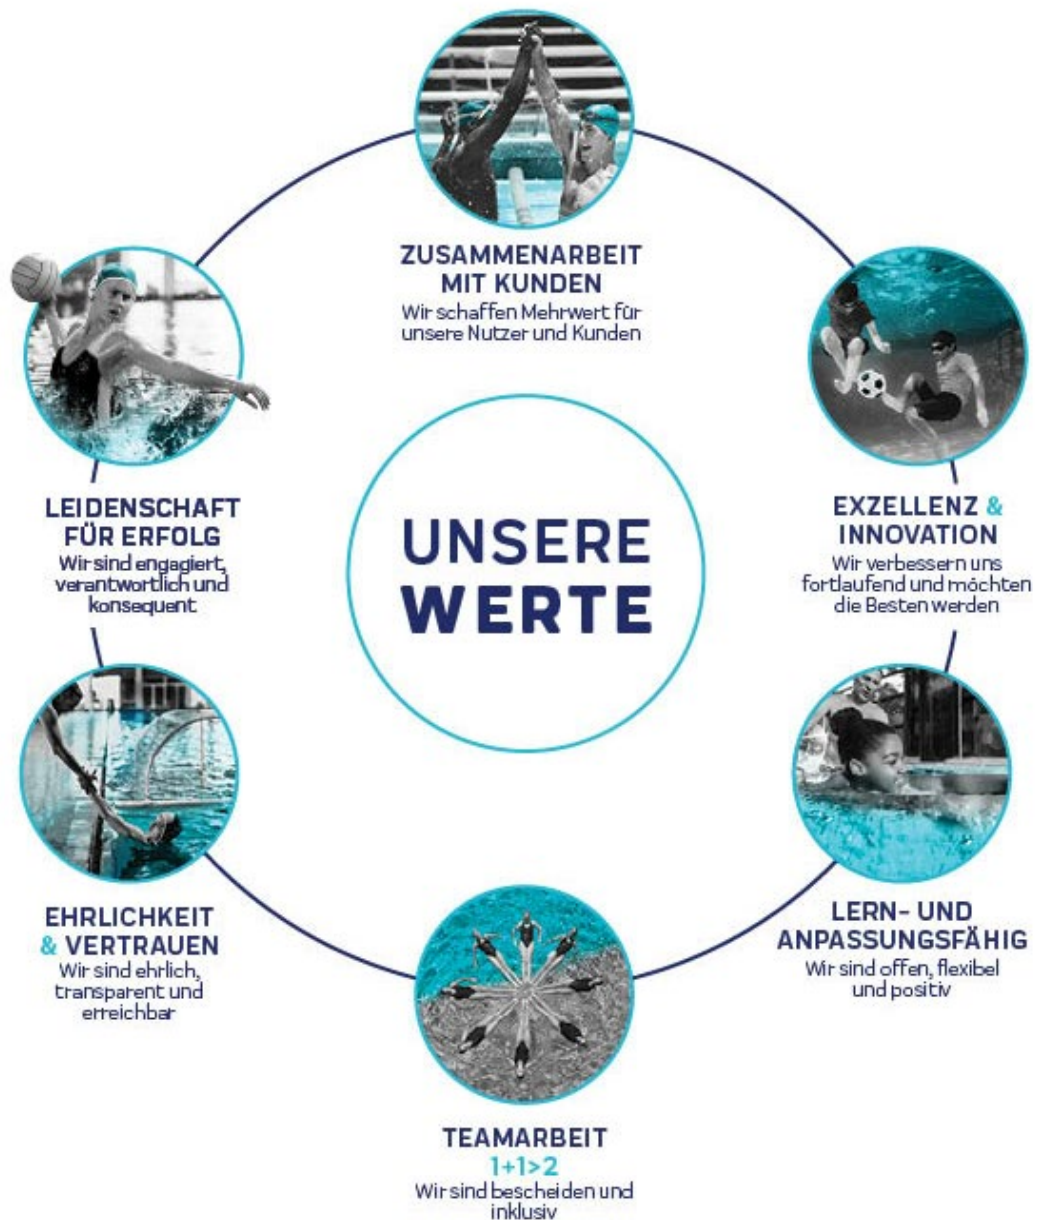 ZUSAMMENARBEIT
MIT KUNDEN
Wir schaffen Mehrwert für
unsere Nutzer und Kunden
EXZELLENZ &
INNOVATION
Wir verbessern uns
fortlaufend und möchten
die Besten werden
LERN- UND
ANPASSUNGSFÄHIG
Wir sind offen, flexibel
und positiv
TEAMARBEIT
1+1>2
Wir sind bescheiden und
inklusiv
EHRLICHKEIT
& VERTRAUEN
Wir sind ehrlich,
transparent und
erreichbar
LEIDENSCHAFT
FÜR ERFOLG
Wir sind engagiert,
verantwortlich und
konsequent
UNSERE
WERTE